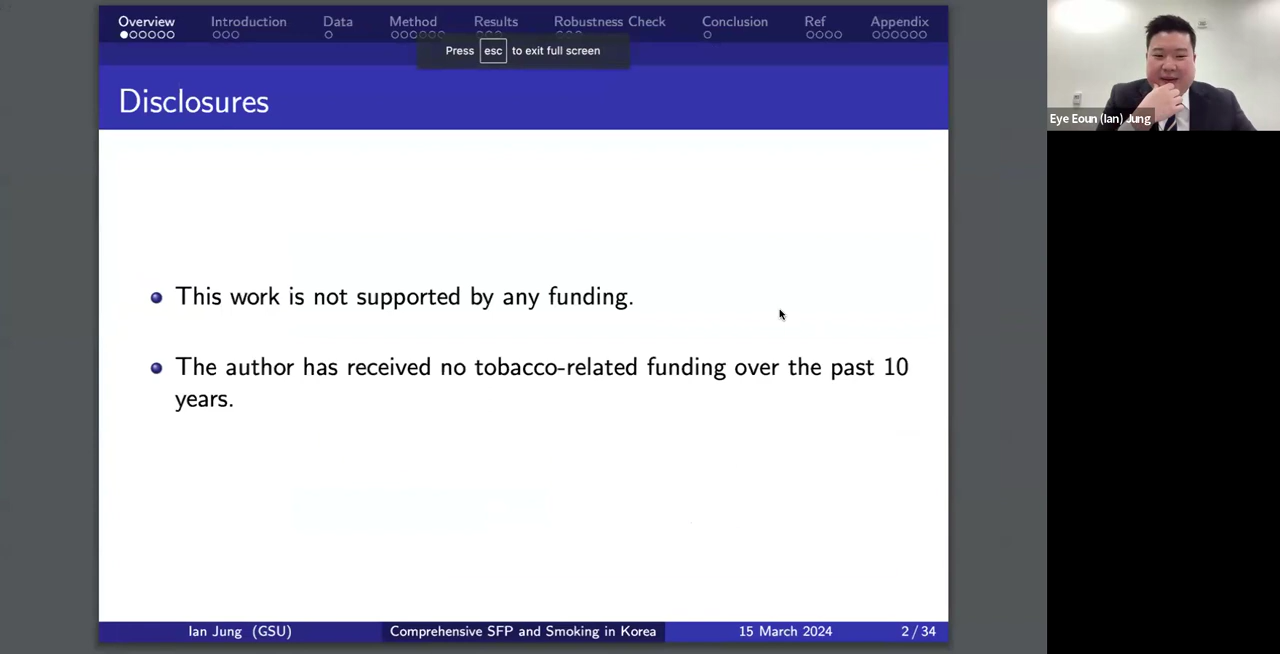 Overview Introduction Data Method Results Robustness Check Conclusion Ref Appendix
Press esc to exit full screen
Disclosures
This work is not supported by any funding.
The author has received no tobacco-related funding over the past 10
years.
Ian Jung (GSU) Comprehensive SFP and Smoking in Korea 15 March 2024 2 / 34
Eye Eoun (Ian) Jung